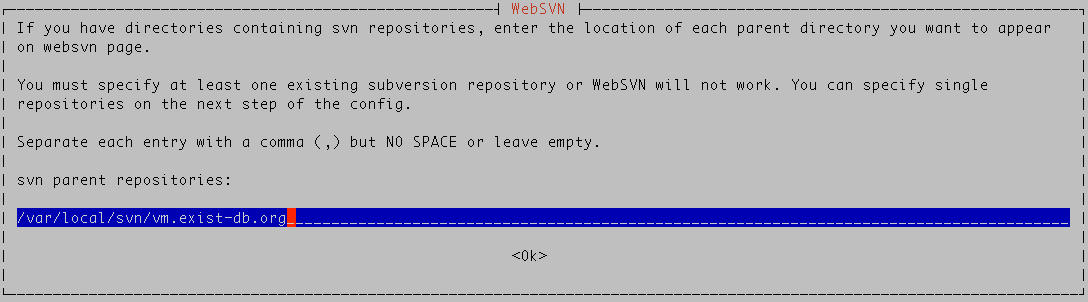 WebSVN
If you have directories containing svn repositories, enter the location of each parent directory you want to appear
on websvn page.
You must specify at least one existing subversion repository or WebSVN will not work. You can specify single
repositories on the next step of the config.
Separate each entry with a comma (,) but NO SPACE or leave empty.
svn parent repositories:
/var/local/svn/vm.exist-db.org
<Ok>